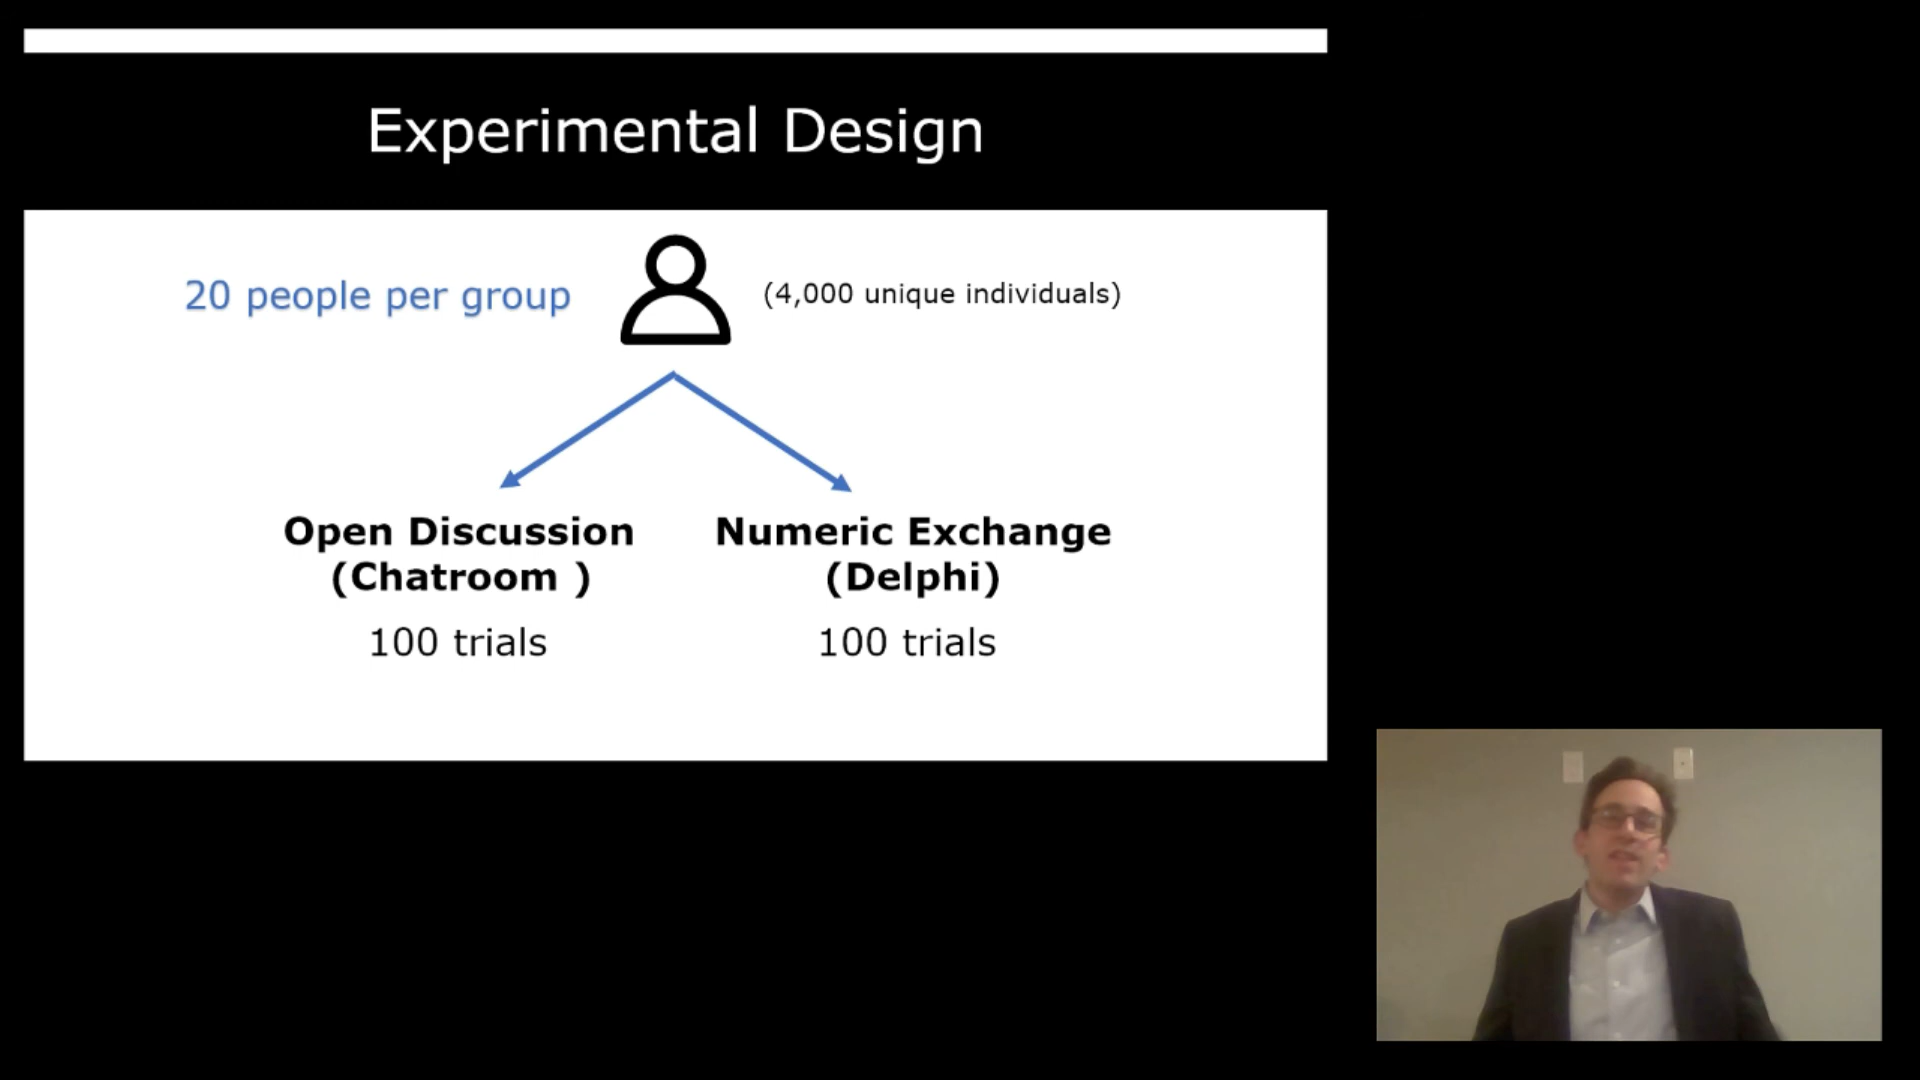 Experimental Design
20 people per group
(4,000 unique individuals)
Open Discussion
(Chatroom )
100 trials
Numeric Exchange
(Delphi)
100 trials